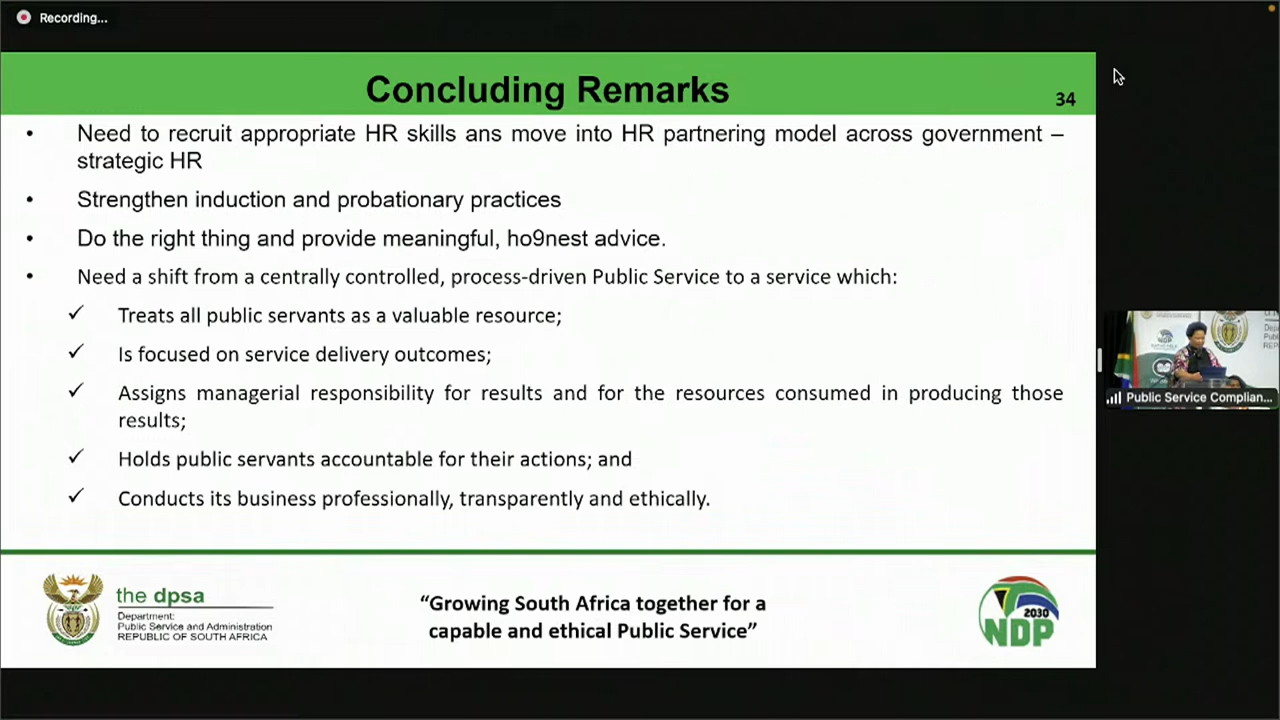 Recording...
Concluding Remarks
34
• Need to recruit appropriate HR skills ans move into HR partnering model across government –
strategic HR
• Strengthen induction and probationary practices
• Do the right thing and provide meaningful, ho9nest advice.
• Need a shift from a centrally controlled, process-driven Public Service to a service which:
✓ Treats all public servants as a valuable resource;
✓ Is focused on service delivery outcomes;
✓ Assigns managerial responsibility for results and for the resources consumed in producing those
results;
✓ Holds public servants accountable for their actions; and
✓ Conducts its business professionally, transparently and ethically.
Public Service Complian...
the dpsa
Department:
Public Service and Administration
REPUBLIC OF SOUTH AFRICA
“Growing South Africa together for a
capable and ethical Public Service”
2030
NDP